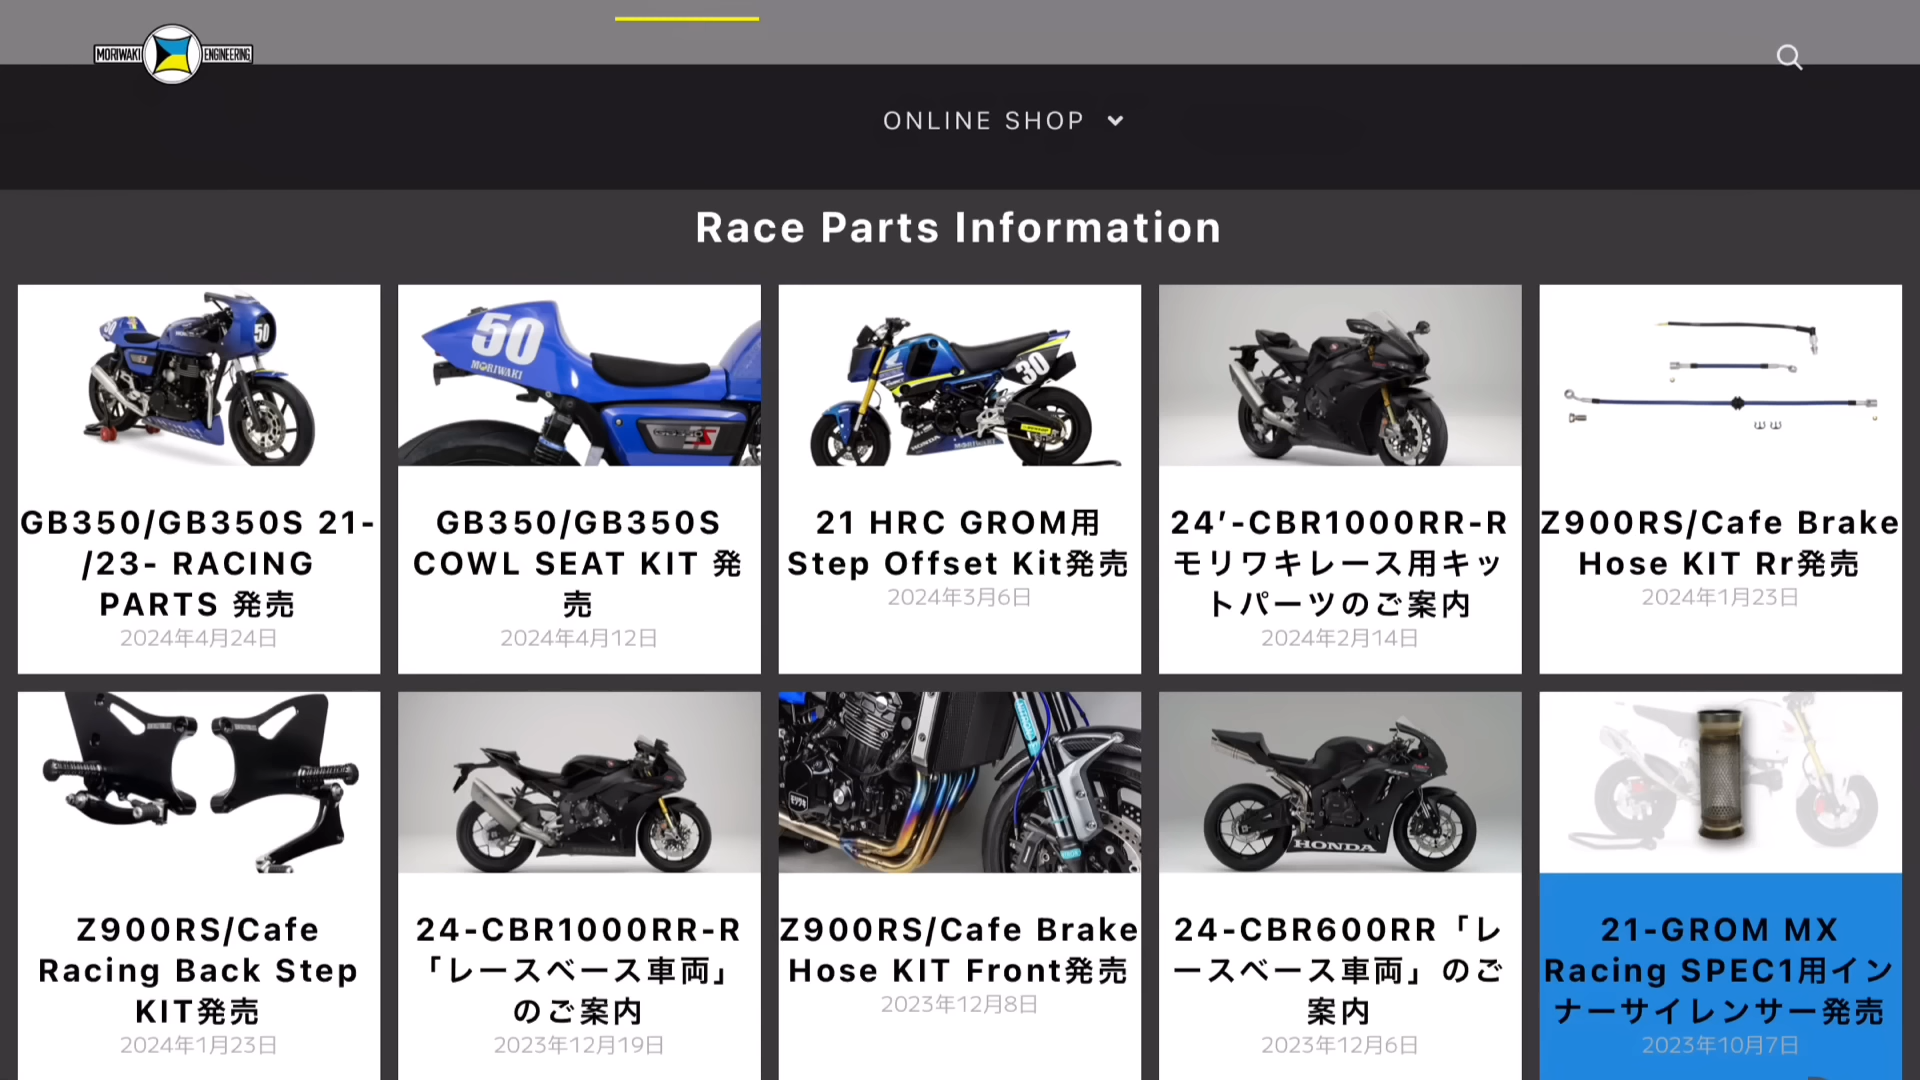 MORIWAKI ENGINEERING
ONLINE SHOP
Race Parts Information
50
50
MORIWAKI
30
HONDA
MORIWAKI
GB350/GB350S 21-
/23- RACING
PARTS 発売
2024年4月24日
GB350/GB350S
COWL SEAT KIT 発
売
2024年4月12日
21 HRC GROM用
Step Offset Kit発売
2024年3月6日
24′-CBR1000RR-R
モリワキレース用キッ
トパーツのご案内
2024年2月14日
Z900RS/Cafe Brake
Hose KIT Rr発売
2024年1月23日
モリワキ
HONDA
Z900RS/Cafe
Racing Back Step
KIT発売
2024年1月23日
24-CBR1000RR-R
「レースベース車両」
のご案内
2023年12月19日
Z900RS/Cafe Brake
Hose KIT Front発売
2023年12月8日
24-CBR600RR「レ
ースベース車両」のご
案内
2023年12月6日
21-GROM MX
Racing SPEC1用イン
ナーサイレンサー発売
2023年10月7日